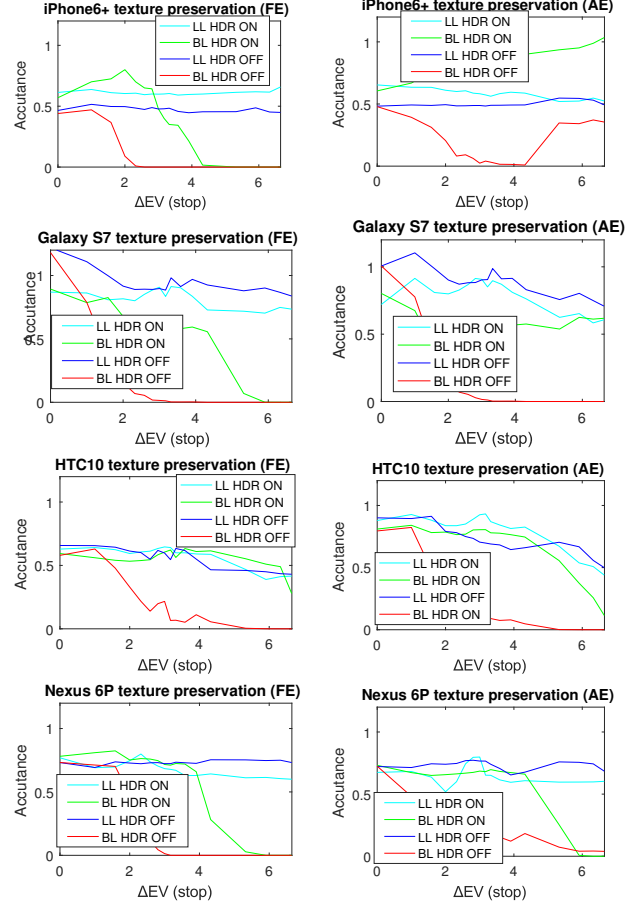 iPhone6+ texture preservation (FE)
LL HDR ON
BL HDR ON
LL HDR OFF
BL HDR OFF
1
0.5
0
Accutance
0 2 4 6
ΔEV (stop)
iPhone6+ texture preservation (AE)
LL HDR ON
BL HDR ON
LL HDR OFF
BL HDR OFF
1
0.5
0
Accutance
0 2 4 6
ΔEV (stop)
Galaxy S7 texture preservation (FE)
1
0.5
0
Accutance
LL HDR ON
BL HDR ON
LL HDR OFF
BL HDR OFF
0 2 4 6
ΔEV (stop)
Galaxy S7 texture preservation (AE)
1
0.5
0
Accutance
LL HDR ON
BL HDR ON
LL HDR OFF
BL HDR OFF
0 2 4 6
ΔEV (stop)
HTC10 texture preservation (FE)
LL HDR ON
BL HDR ON
LL HDR OFF
BL HDR OFF
1
0.5
0
Accutance
0 2 4 6
ΔEV (stop)
HTC10 texture preservation (AE)
1
0.5
0
Accutance
LL HDR ON
BL HDR ON
LL HDR OFF
BL HDR ON
0 2 4 6
ΔEV (stop)
Nexus 6P texture preservation (FE)
1
0.5
0
Accutance
LL HDR ON
BL HDR ON
LL HDR OFF
BL HDR OFF
0 2 4 6
ΔEV (stop)
Nexus 6P texture preservation (AE)
1
0.5
0
Accutance
LL HDR ON
BL HDR ON
LL HDR OFF
BL HDR OFF
0 2 4 6
ΔEV (stop)